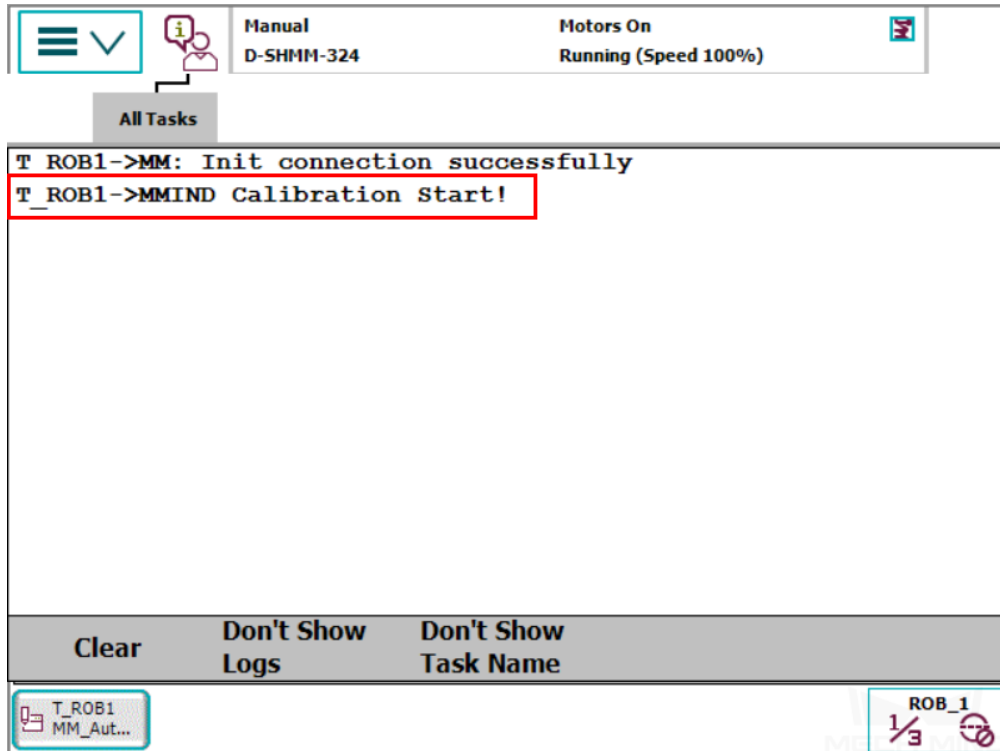 Manual
D-SHMM-324
Motors On
Running (Speed 100%)
All Tasks
T_ROB1->MM: Init connection successfully
T_ROB1->MMIND Calibration Start!
Clear
Don't Show
Logs
Don't Show
Task Name
T_ROB1
MM_Aut...
ROB_1
1/3